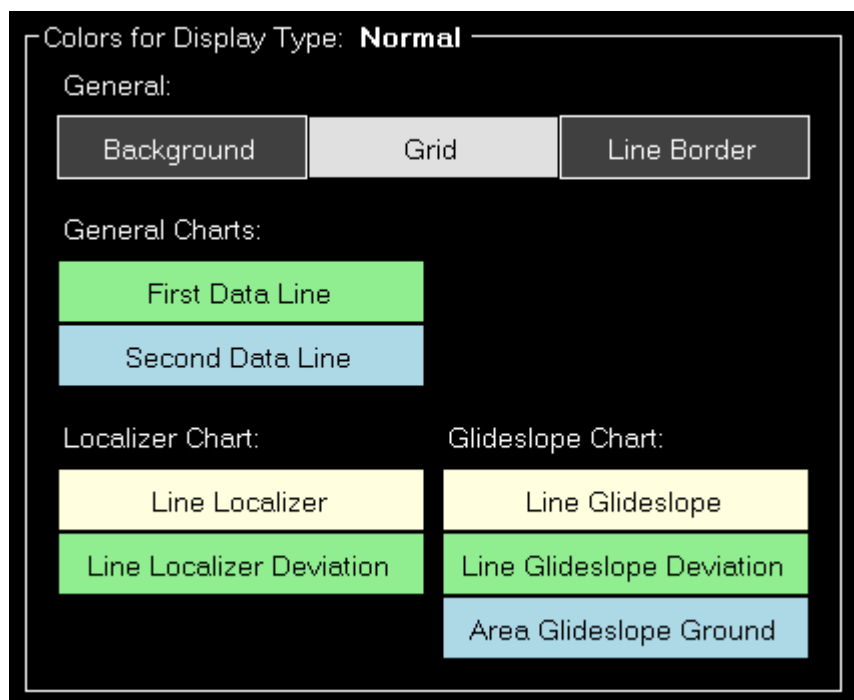 Colors for Display Type: Normal
General:
Background
Grid
Line Border
General Charts:
First Data Line
Second Data Line
Localizer Chart:
Line Localizer
Line Localizer Deviation
Glideslope Chart:
Line Glideslope
Line Glideslope Deviation
Area Glideslope Ground